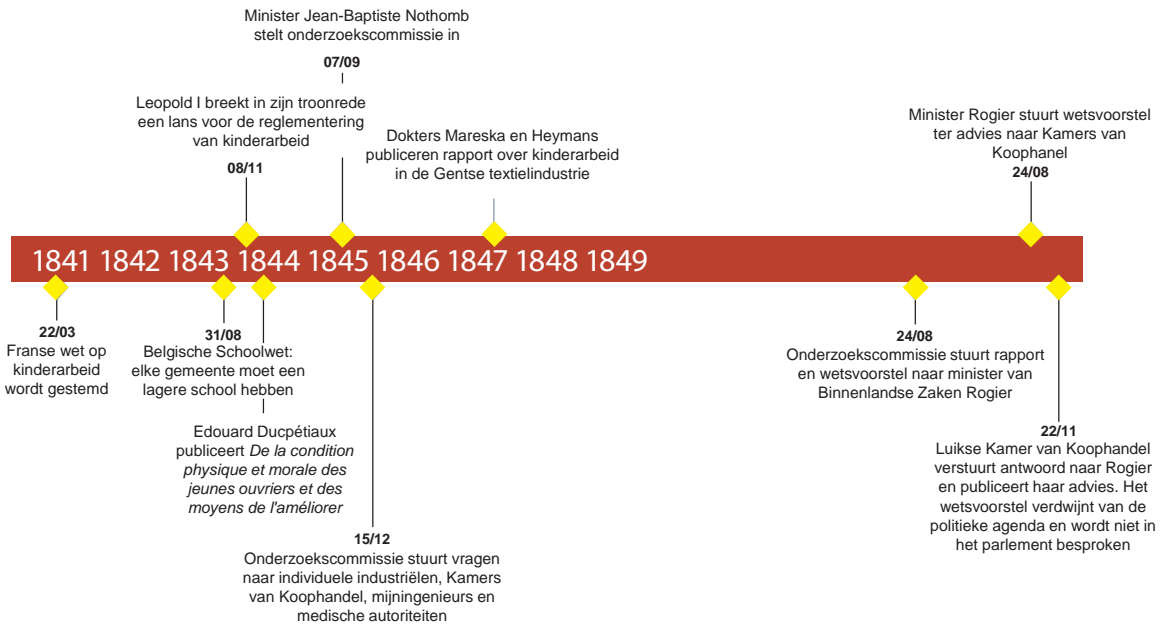 Minister Jean-Baptiste Nothomb
stelt onderzoekscommissie in
07/09
Leopold I breekt in zijn troonrede
een lans voor de reglementering
van kinderarbeid
08/11
Dokters Mareska en Heymans
publiceren rapport over kinderarbeid
in de Gentse textielindustrie
Minister Rogier stuurt wetsvoorstel
ter advies naar Kamers van
Koophanel
24/08
1841 1842 1843 1844 1845 1846 1847 1848 1849
22/03
Franse wet op
kinderarbeid
wordt gestemd
31/08
Belgische Schoolwet:
elke gemeente moet een
lagere school hebben
Edouard Ducpétiaux
publiceert De la condition
physique et morale des
jeunes ouvriers et des
moyens de l'améliorer
15/12
Onderzoekscommissie stuurt vragen
naar individuele industriëlen, Kamers
van Koophandel, mijningenieurs en
medische autoriteiten
24/08
Onderzoekscommissie stuurt rapport
en wetsvoorstel naar minister van
Binnenlandse Zaken Rogier
22/11
Luikse Kamer van Koophandel
verstuurt antwoord naar Rogier
en publiceert haar advies. Het
wetsvoorstel verdwijnt van de
politieke agenda en wordt niet in
het parlement besproken